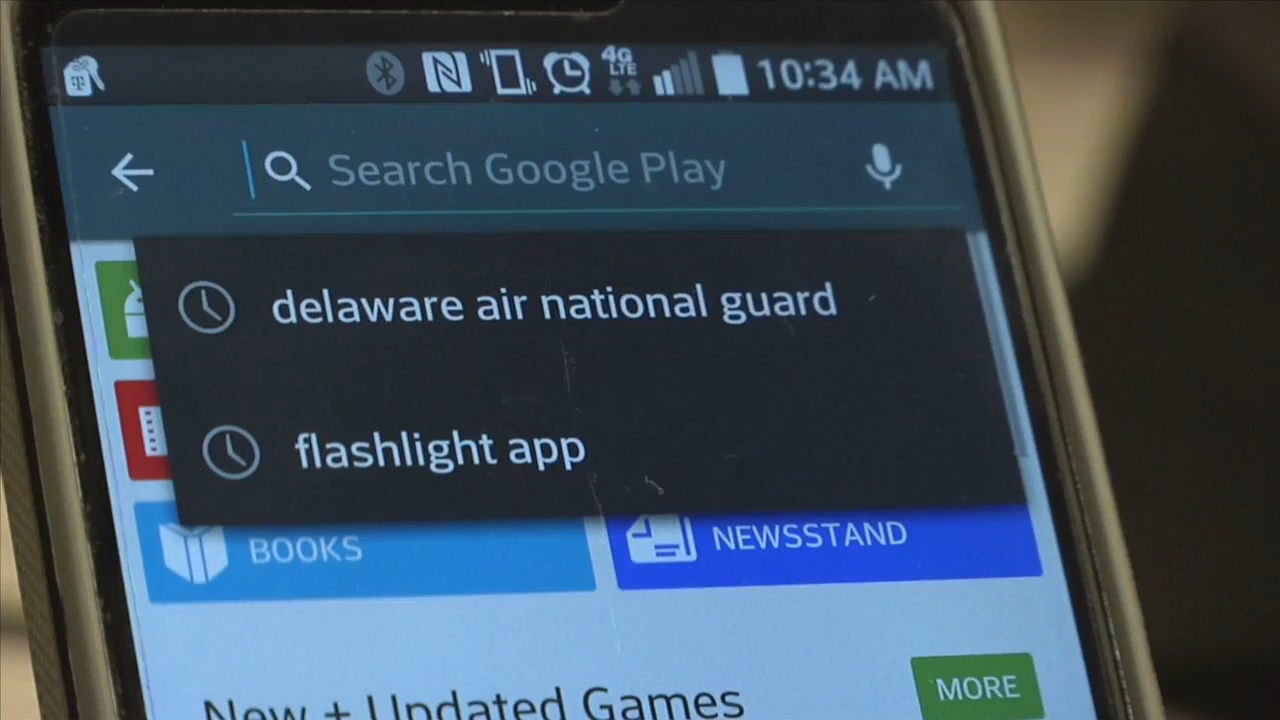 4G
LTE
10:34 AM
Search Google Play
delaware air national guard
flashlight app
BOOKS
NEWSSTAND
New + Updated Games
MORE